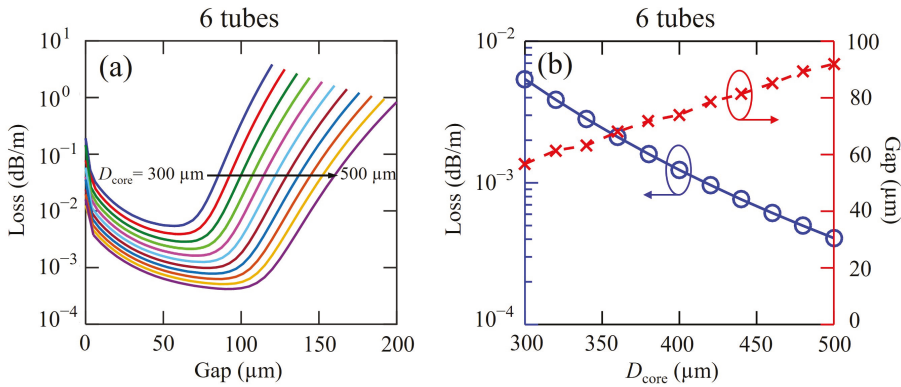 6 tubes
(a)
Loss (dB/m)
10^1
10^0
10^-1
10^-2
10^-3
10^-4
D_core = 300 µm
500 µm
0
50
100
150
200
Gap (µm)
6 tubes
(b)
Loss (dB/m)
10^-2
10^-3
10^-4
100
80
60
40
20
0
Gap (µm)
300
350
400
450
500
D_core (µm)